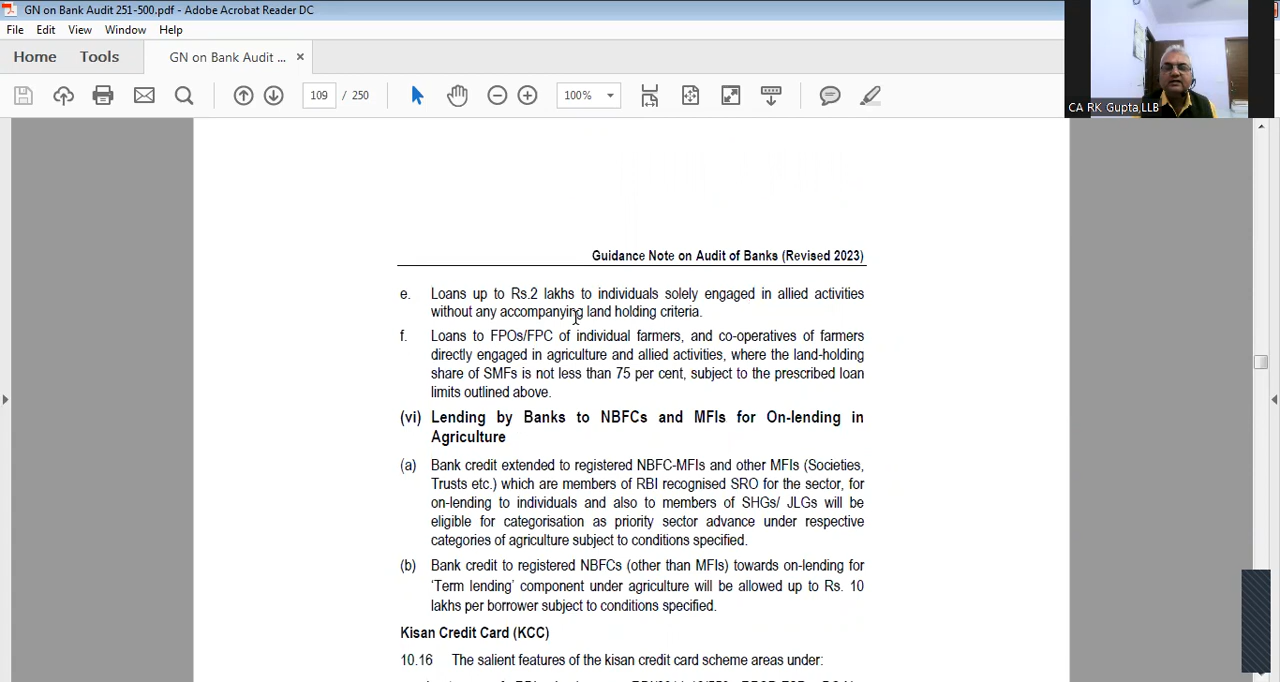 GN on Bank Audit 251-500.pdf - Adobe Acrobat Reader DC
File Edit View Window Help
Home Tools GN on Bank Audit ... ×
109 / 250 100%
CA RK Gupta,LLB
Guidance Note on Audit of Banks (Revised 2023)
e. Loans up to Rs.2 lakhs to individuals solely engaged in allied activities
without any accompanying land holding criteria.
f. Loans to FPOs/FPC of individual farmers, and co-operatives of farmers
directly engaged in agriculture and allied activities, where the land-holding
share of SMFs is not less than 75 per cent, subject to the prescribed loan
limits outlined above.
(vi) Lending by Banks to NBFCs and MFIs for On-lending in
Agriculture
(a) Bank credit extended to registered NBFC-MFIs and other MFIs (Societies,
Trusts etc.) which are members of RBI recognised SRO for the sector, for
on-lending to individuals and also to members of SHGs/ JLGs will be
eligible for categorisation as priority sector advance under respective
categories of agriculture subject to conditions specified.
(b) Bank credit to registered NBFCs (other than MFIs) towards on-lending for
‘Term lending’ component under agriculture will be allowed up to Rs. 10
lakhs per borrower subject to conditions specified.
Kisan Credit Card (KCC)
10.16 The salient features of the kisan credit card scheme areas under: